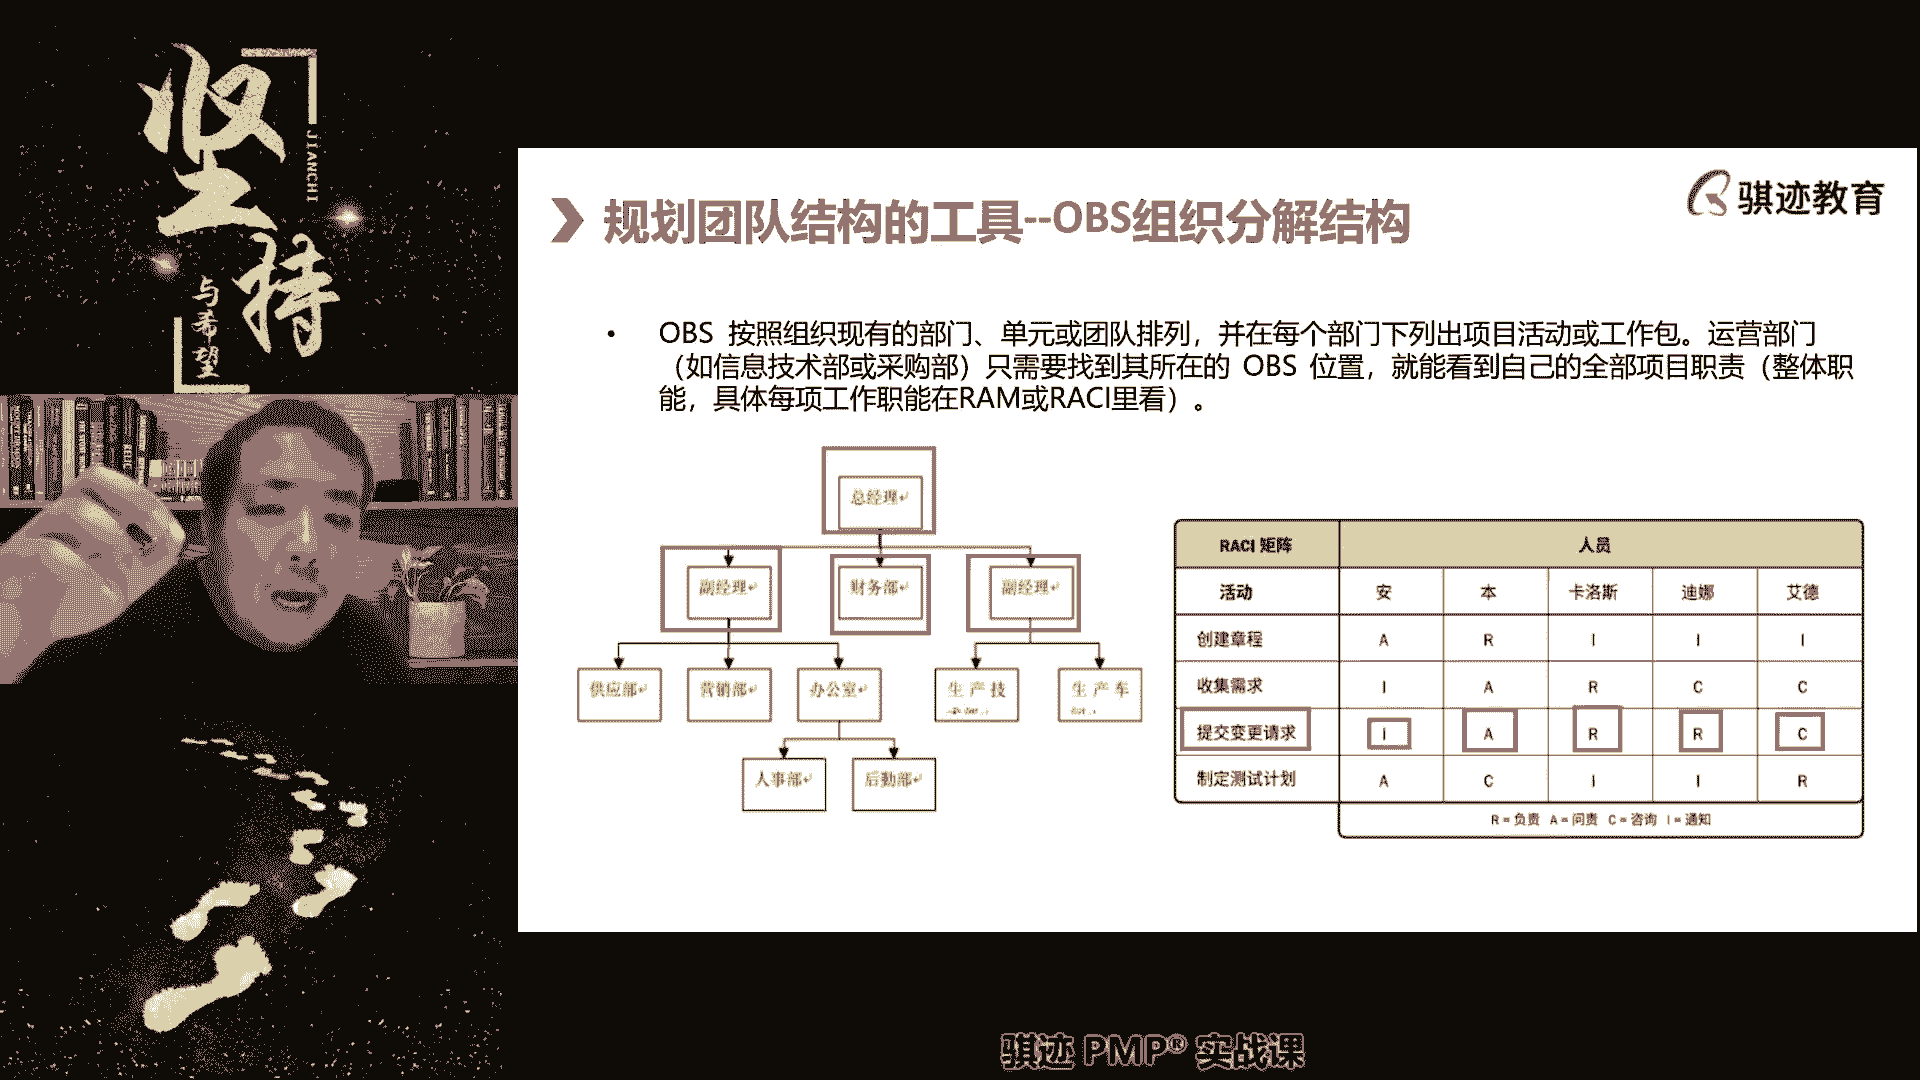 坚持
JIANCHI
与希望
骐迹教育
规划团队结构的工具--OBS组织分解结构
• OBS 按照组织现有的部门、单元或团队排列，并在每个部门下列出项目活动或工作包。运营部门
（如信息技术部或采购部）只需要找到其所在的 OBS 位置，就能看到自己的全部项目职责（整体职
能，具体每项工作职能在RAM或RACI里看）。
总经理
副经理 财务部 副经理
供应部 营销部 办公室 生产技 生产车
人事部 后勤部
RACI 矩阵 人员
活动 安 本 卡洛斯 迪娜 艾德
创建章程 A R I I I
收集需求 I A R C C
提交变更请求 I A R R C
制定测试计划 A C I I R
R = 负责 A = 问责 C = 咨询 I = 通知
骐迹 PMP® 实战课